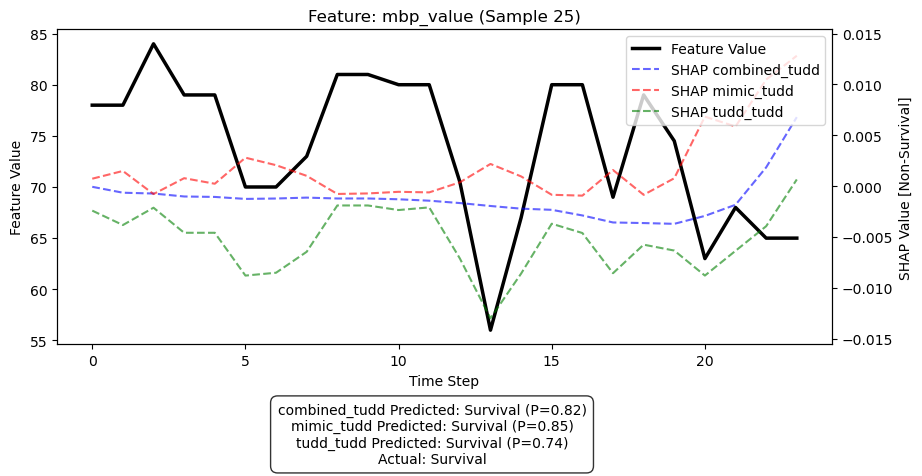 Feature: mbp_value (Sample 25)
85
80
75
70
65
60
55
Feature Value
0.015
0.010
0.005
0.000
−0.005
−0.010
−0.015
SHAP Value [Non-Survival]
Feature Value
SHAP combined_tudd
SHAP mimic_tudd
SHAP tudd_tudd
0 5 10 15 20
Time Step
combined_tudd Predicted: Survival (P=0.82)
mimic_tudd Predicted: Survival (P=0.85)
tudd_tudd Predicted: Survival (P=0.74)
Actual: Survival